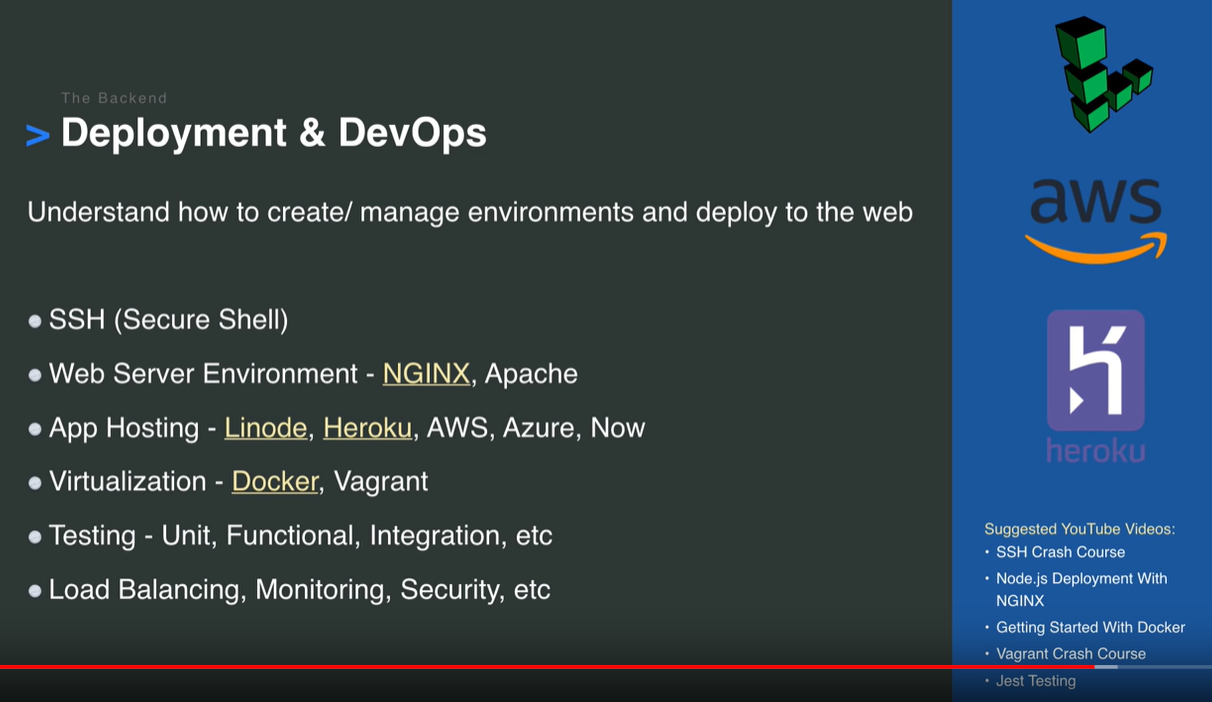 The Backend
> Deployment & DevOps
Understand how to create/ manage environments and deploy to the web
• SSH (Secure Shell)
• Web Server Environment - NGINX, Apache
• App Hosting - Linode, Heroku, AWS, Azure, Now
• Virtualization - Docker, Vagrant
• Testing - Unit, Functional, Integration, etc
• Load Balancing, Monitoring, Security, etc
aws
heroku
Suggested YouTube Videos:
• SSH Crash Course
• Node.js Deployment With
NGINX
• Getting Started With Docker
• Vagrant Crash Course
• Jest Testing